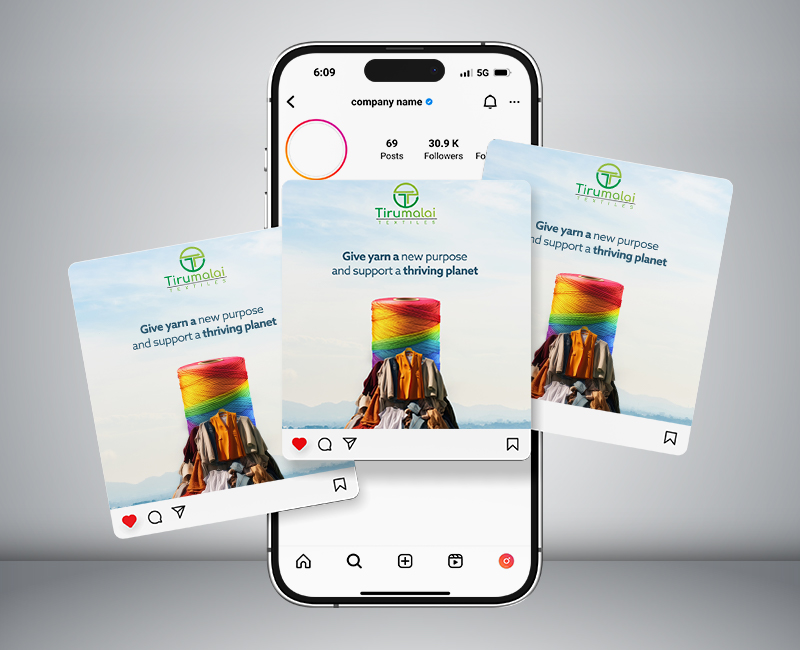 6:09
5G
company name
69
30.9 K
Posts
Followers
Fo
Tirumalai
TEXTILES
Give yarn a new purpose
and support a thriving planet
Tirumalai
TEXTILES
Give yarn a new purpose
and support a thriving planet
Tirumalai
TEXTILES
Give yarn a new purpose
nd support a thriving planet